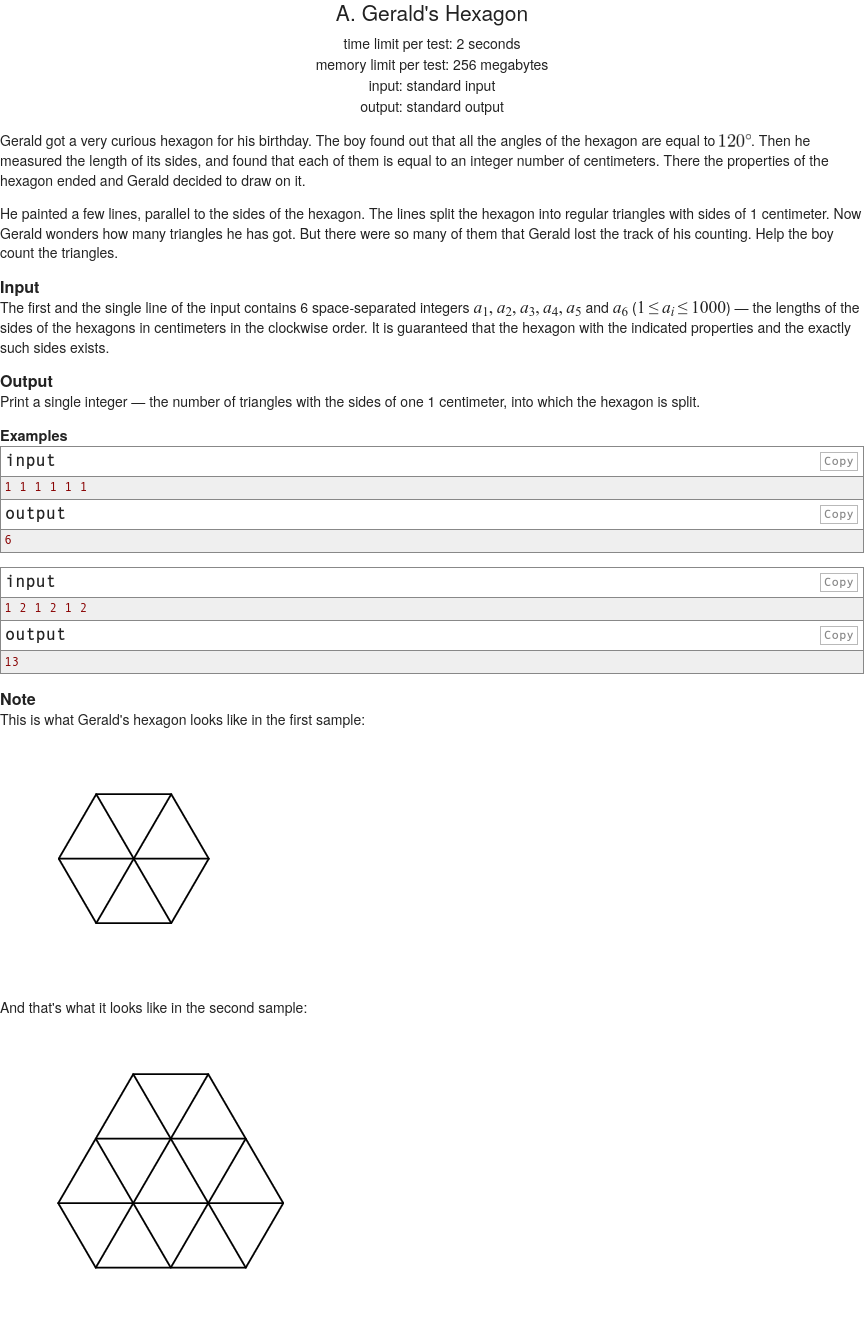 A. Gerald's Hexagon
time limit per test: 2 seconds
memory limit per test: 256 megabytes
input: standard input
output: standard output
Gerald got a very curious hexagon for his birthday. The boy found out that all the angles of the hexagon are equal to 120°. Then he
measured the length of its sides, and found that each of them is equal to an integer number of centimeters. There the properties of the
hexagon ended and Gerald decided to draw on it.
He painted a few lines, parallel to the sides of the hexagon. The lines split the hexagon into regular triangles with sides of 1 centimeter. Now
Gerald wonders how many triangles he has got. But there were so many of them that Gerald lost the track of his counting. Help the boy
count the triangles.
Input
The first and the single line of the input contains 6 space-separated integers a₁, a₂, a₃, a₄, a₅ and a₆ (1 ≤ aᵢ ≤ 1000) — the lengths of the
sides of the hexagons in centimeters in the clockwise order. It is guaranteed that the hexagon with the indicated properties and the exactly
such sides exists.
Output
Print a single integer — the number of triangles with the sides of one 1 centimeter, into which the hexagon is split.
Examples
input Copy
1 1 1 1 1 1
output Copy
6
input Copy
1 2 1 2 1 2
output Copy
13
Note
This is what Gerald's hexagon looks like in the first sample:
And that's what it looks like in the second sample: